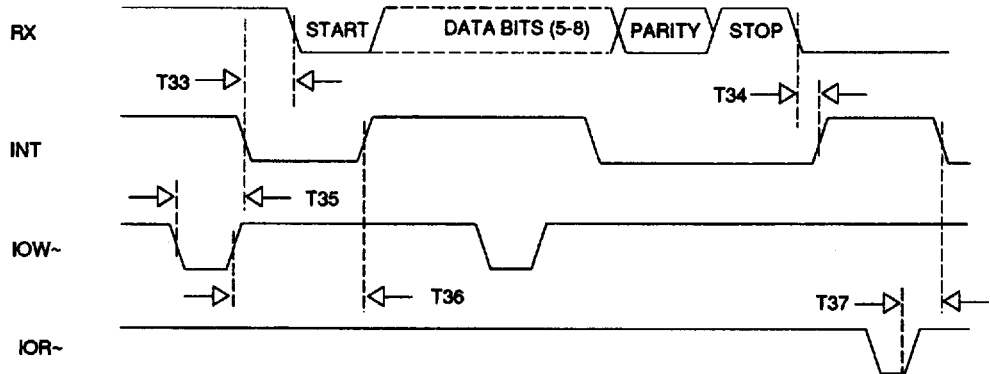 RX
START
DATA BITS (5-8)
PARITY
STOP
T33
T34
INT
T35
IOW~
T36
T37
IOR~